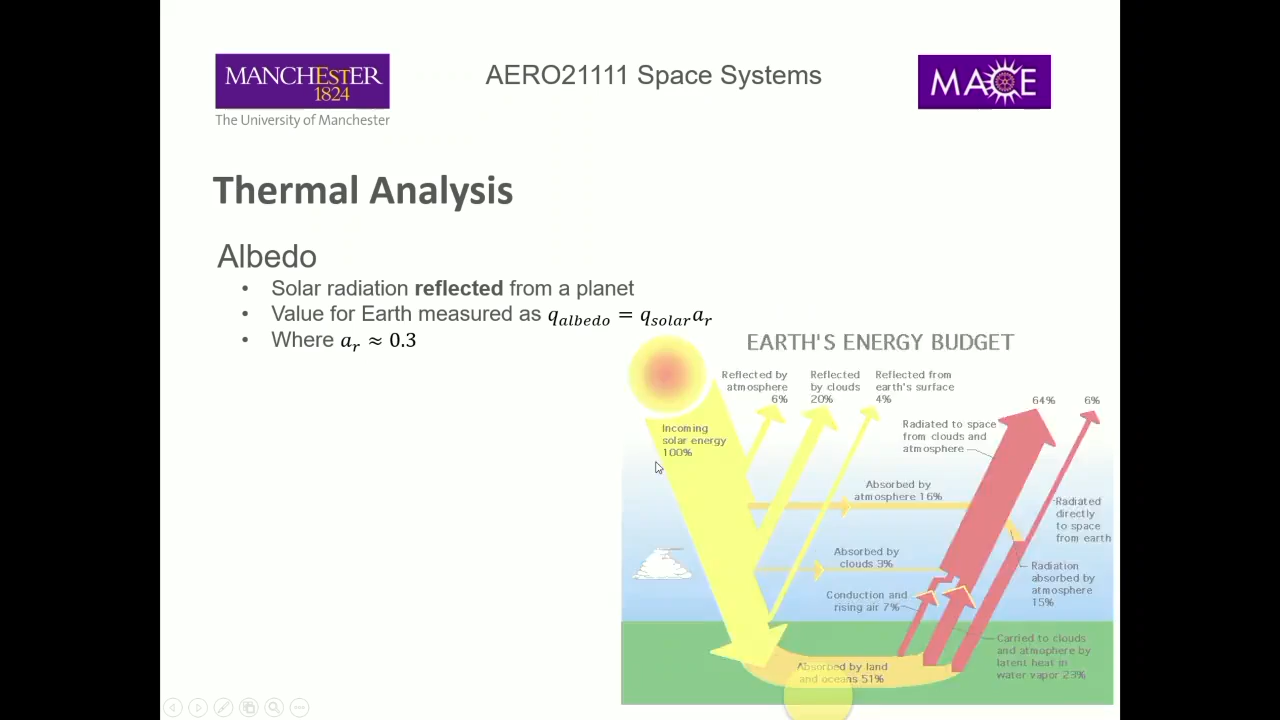 MANCHESTER
1824
The University of Manchester
AERO21111 Space Systems
MACE
Thermal Analysis
Albedo
• Solar radiation reflected from a planet
• Value for Earth measured as q_albedo = q_solar a_r
• Where a_r ≈ 0.3
EARTH'S ENERGY BUDGET
Reflected by
atmosphere
6%
Reflected
by clouds
20%
Reflected from
earth's surface
4%
64%
6%
Incoming
solar energy
100%
Radiated to space
from clouds and
atmosphere
Absorbed by
atmosphere 16%
Radiated
directly
to space
from earth
Absorbed by
clouds 3%
Radiation
absorbed by
atmosphere
15%
Conduction and
rising air 7%
Carried to clouds
and atmophere by
latent heat in
water vapor 23%
Absorbed by land
and oceans 51%